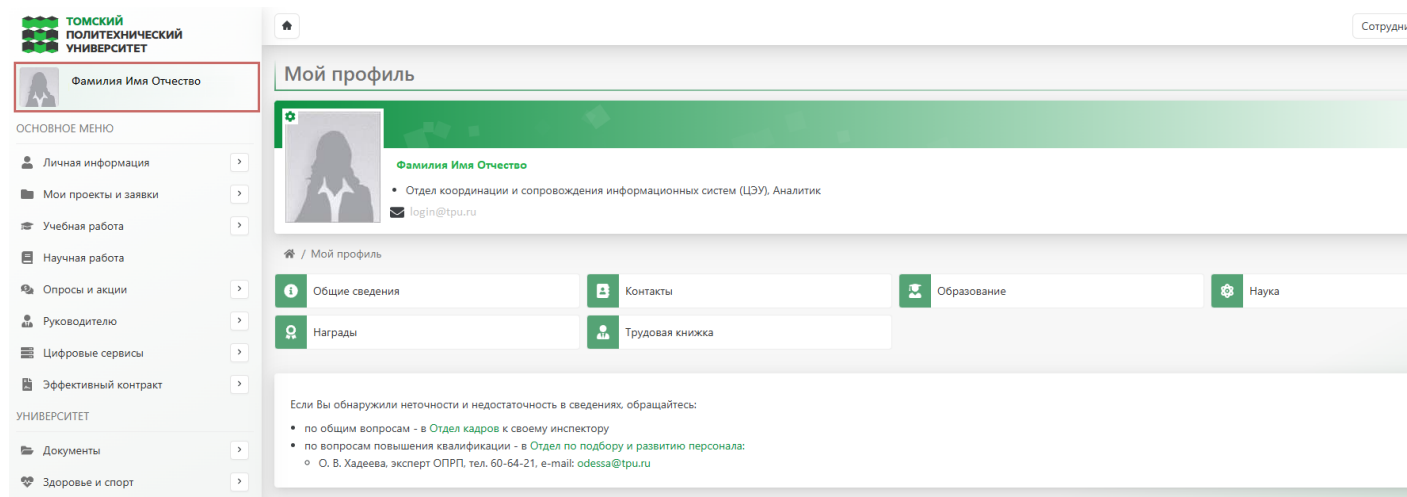 ТОМСКИЙ
ПОЛИТЕХНИЧЕСКИЙ
УНИВЕРСИТЕТ
Фамилия Имя Отчество
ОСНОВНОЕ МЕНЮ
Личная информация
Мои проекты и заявки
Учебная работа
Научная работа
Опросы и акции
Руководителю
Цифровые сервисы
Эффективный контракт
УНИВЕРСИТЕТ
Документы
Здоровье и спорт
Мой профиль
Фамилия Имя Отчество
• Отдел координации и сопровождения информационных систем (ЦЭУ), Аналитик
login@tpu.ru
/ Мой профиль
Общие сведения
Контакты
Образование
Наука
Награды
Трудовая книжка
Если Вы обнаружили неточности и недостаточность в сведениях, обращайтесь:
• по общим вопросам - в Отдел кадров к своему инспектору
• по вопросам повышения квалификации - в Отдел по подбору и развитию персонала:
◦ О. В. Хадеева, эксперт ОПРП, тел. 60-64-21, e-mail: odessa@tpu.ru